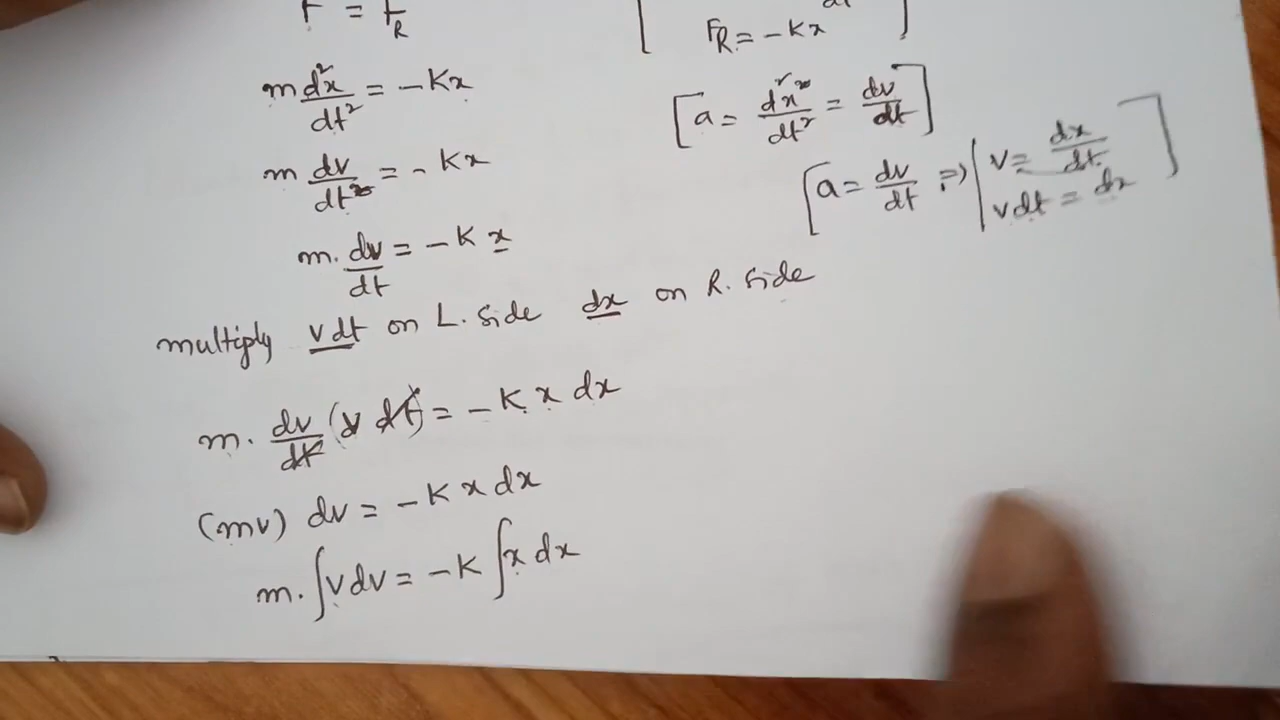 F = F_R
F_R = -Kx
m d²x/dt² = -Kx
[a = d²x/dt² = dv/dt]
m dv/dt = -Kx
[a = dv/dt ⇒ | v = dx/dt
vdt = dx]
m. dv/dt = -K x
multiply vdt on L. side dx on R. side
m. dv/dt (v dt) = -K x dx
(mv) dv = -K x dx
m. ∫v dv = -K ∫x dx